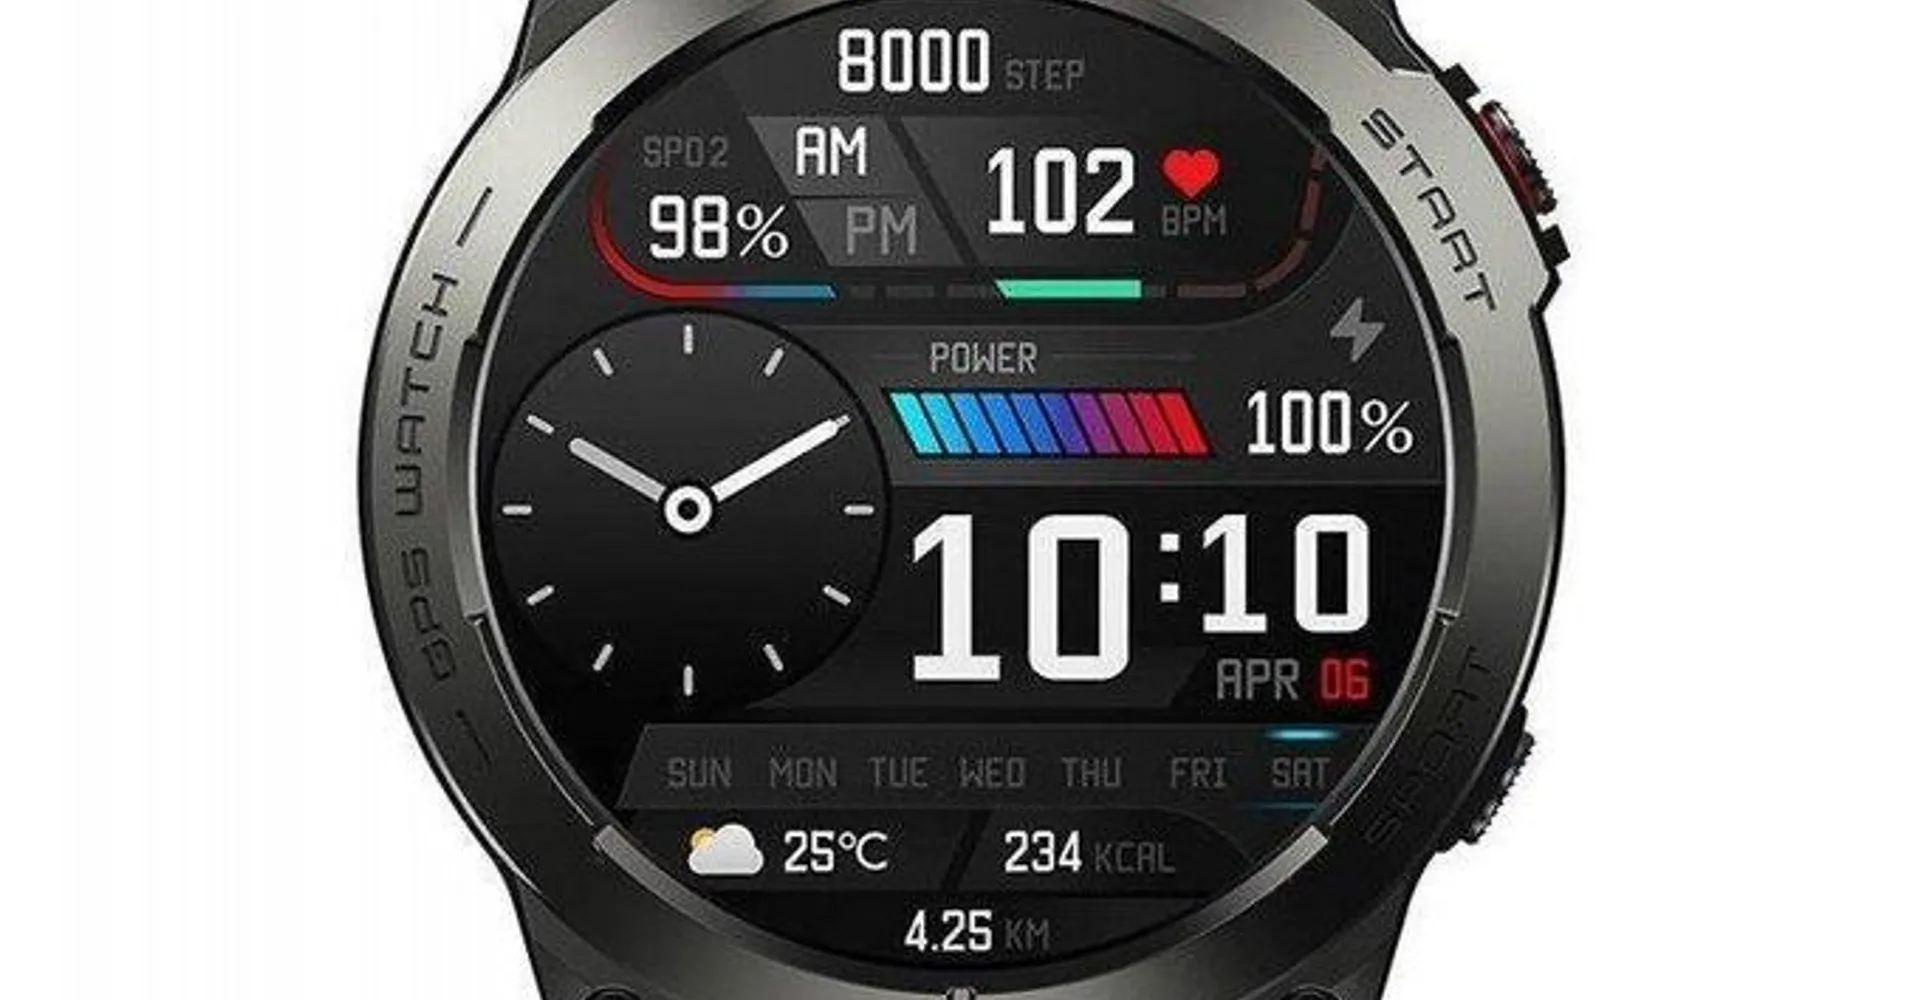 8000 STEP
SPO2
98%
AM
PM
102
BPM
START
GPS WATCH
POWER
100%
10:10
APR 06
SPORT
SUN MON TUE WED THU FRI SAT
25°C
234 KCAL
4.25 KM